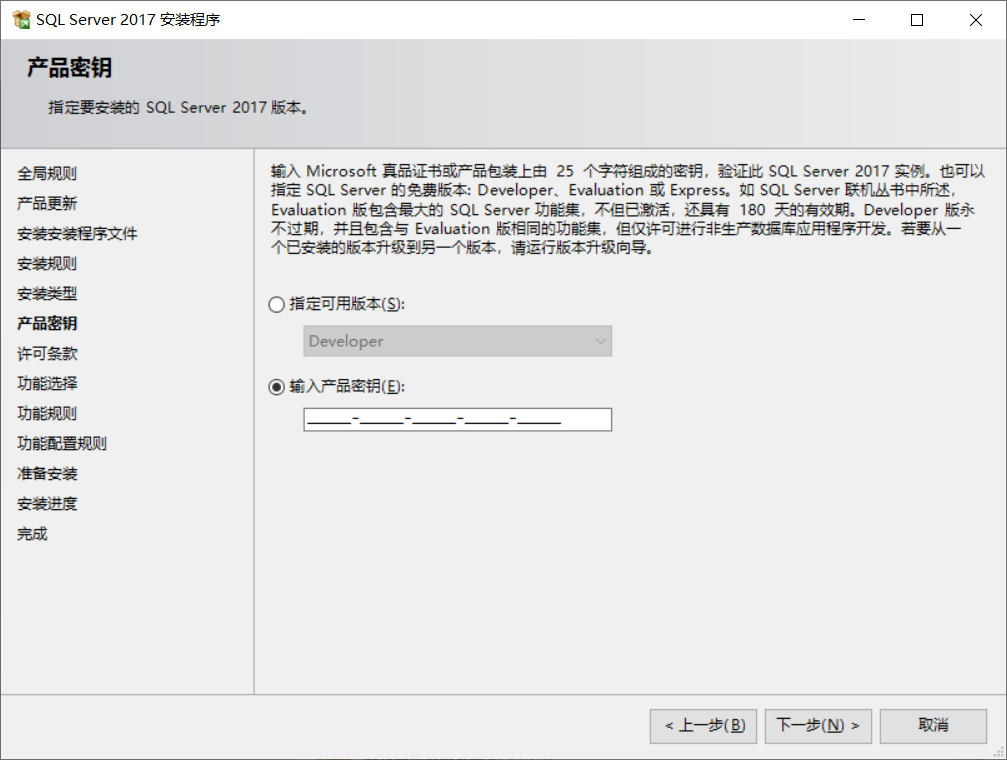 SQL Server 2017 安装程序
产品密钥
指定要安装的 SQL Server 2017 版本。
全局规则
产品更新
安装安装程序文件
安装规则
安装类型
产品密钥
许可条款
功能选择
功能规则
功能配置规则
准备安装
安装进度
完成
输入 Microsoft 真品证书或产品包装上由 25 个字符组成的密钥，验证此 SQL Server 2017 实例。也可以
指定 SQL Server 的免费版本: Developer、Evaluation 或 Express。如 SQL Server 联机丛书中所述，
Evaluation 版包含最大的 SQL Server 功能集，不但已激活，还具有 180 天的有效期。Developer 版永
不过期，并且包含与 Evaluation 版相同的功能集，但仅许可进行非生产数据库应用程序开发。若要从一
个已安装的版本升级到另一个版本，请运行版本升级向导。
指定可用版本(S):
Developer
输入产品密钥(E):
_____-_____-_____-_____-_____
< 上一步(B)
下一步(N) >
取消